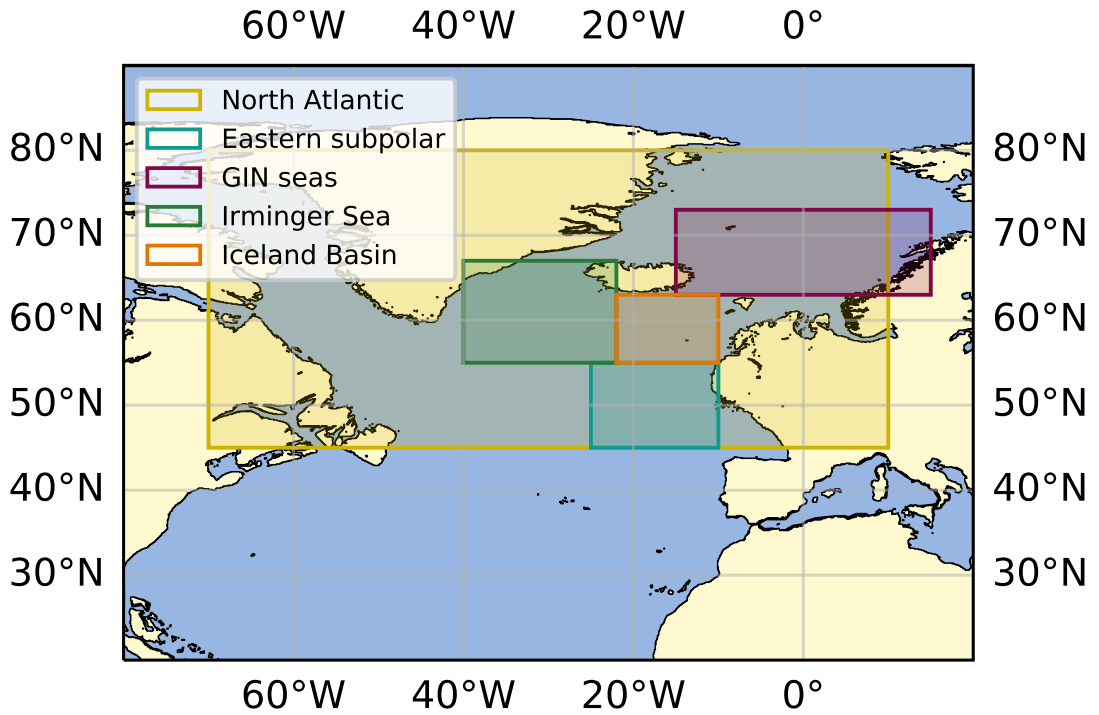 60°W 40°W 20°W 0°
North Atlantic
Eastern subpolar
GIN seas
Irminger Sea
Iceland Basin
80°N 80°N
70°N 70°N
60°N 60°N
50°N 50°N
40°N 40°N
30°N 30°N
60°W 40°W 20°W 0°